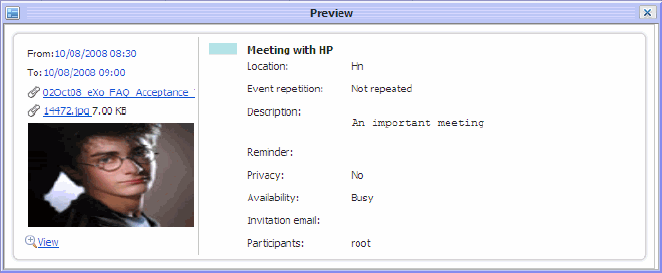 Preview
From:10/08/2008 08:30
To:10/08/2008 09:00
02Oct08_eXo_FAQ_Acceptance_
14472.jpg 7.00 KB
View
Meeting with HP
Location: Hn
Event repetition: Not repeated
Description:
An important meeting
Reminder:
Privacy: No
Availability: Busy
Invitation email:
Participants: root